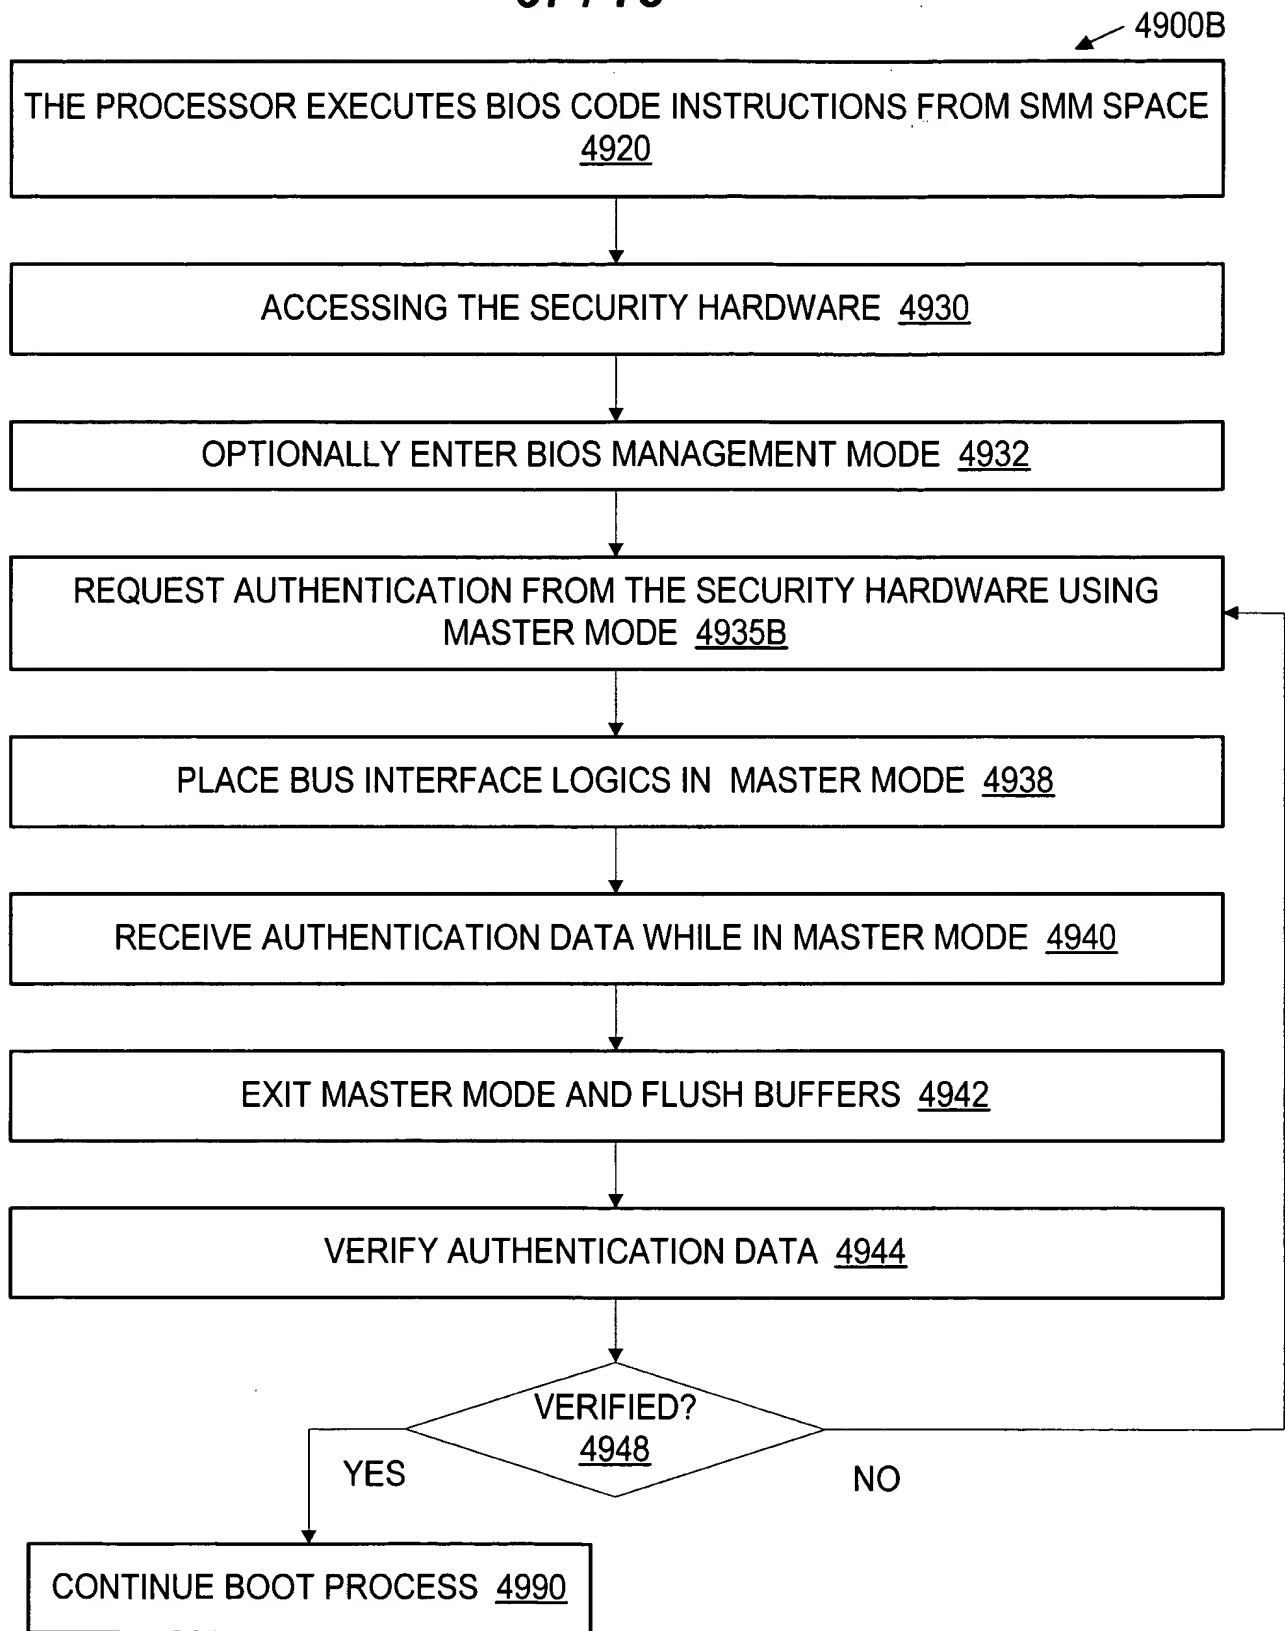 4900B
THE PROCESSOR EXECUTES BIOS CODE INSTRUCTIONS FROM SMM SPACE
4920
ACCESSING THE SECURITY HARDWARE 4930
OPTIONALLY ENTER BIOS MANAGEMENT MODE 4932
REQUEST AUTHENTICATION FROM THE SECURITY HARDWARE USING
MASTER MODE 4935B
PLACE BUS INTERFACE LOGICS IN MASTER MODE 4938
RECEIVE AUTHENTICATION DATA WHILE IN MASTER MODE 4940
EXIT MASTER MODE AND FLUSH BUFFERS 4942
VERIFY AUTHENTICATION DATA 4944
VERIFIED?
4948
YES
NO
CONTINUE BOOT PROCESS 4990